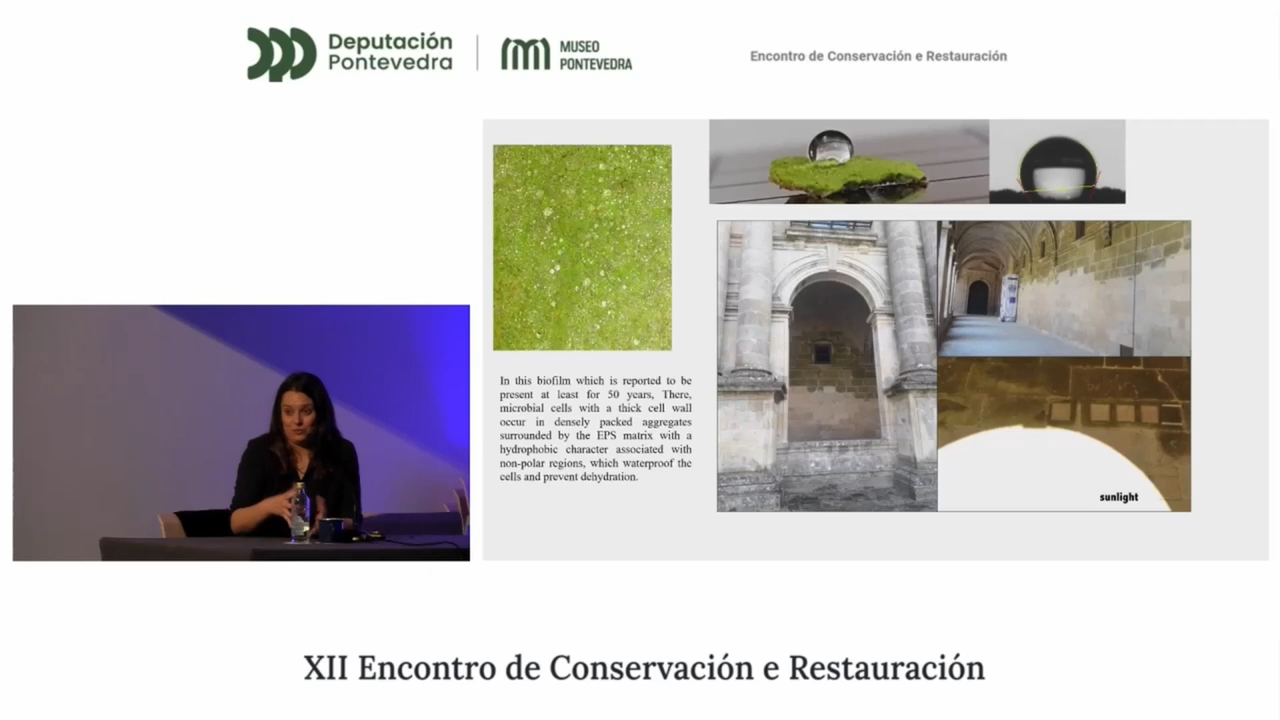 Deputación
Pontevedra
MUSEO
PONTEVEDRA
Encontro de Conservación e Restauración
In this biofilm which is reported to be
present at least for 50 years, There,
microbial cells with a thick cell wall
occur in densely packed aggregates
surrounded by the EPS matrix with a
hydrophobic character associated with
non-polar regions, which waterproof the
cells and prevent dehydration.
sunlight
XII Encontro de Conservación e Restauración